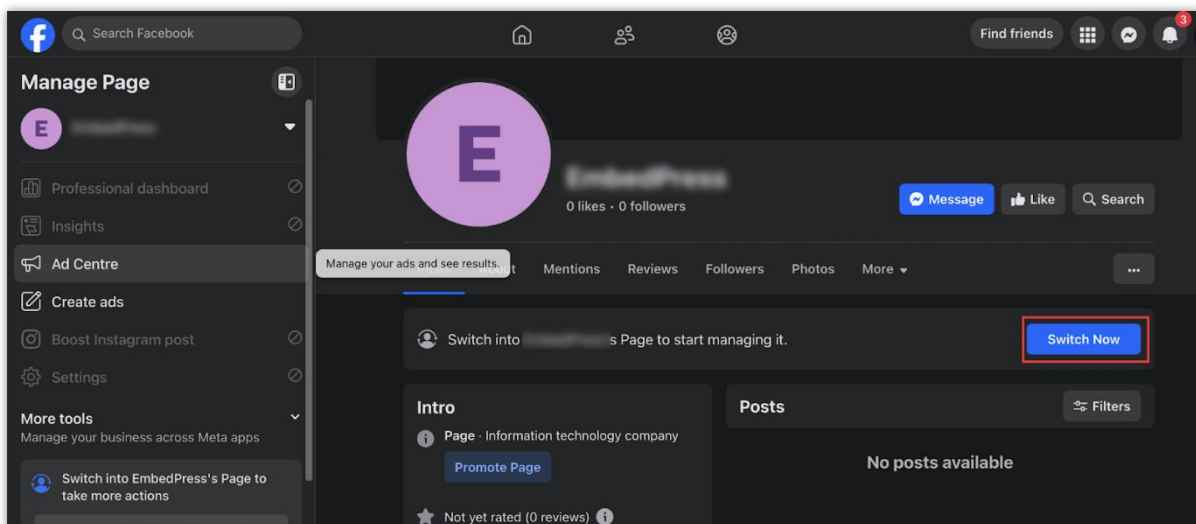 Search Facebook
Find friends
3
Manage Page
E
Professional dashboard
Insights
Ad Centre
Create ads
Boost Instagram post
Settings
More tools
Manage your business across Meta apps
Switch into EmbedPress's Page to
take more actions
E
EmbedPress
0 likes · 0 followers
Message
Like
Search
Manage your ads and see results.
Mentions
Reviews
Followers
Photos
More
Switch into
s Page to start managing it.
Switch Now
Intro
Page · Information technology company
Promote Page
Not yet rated (0 reviews)
Posts
Filters
No posts available